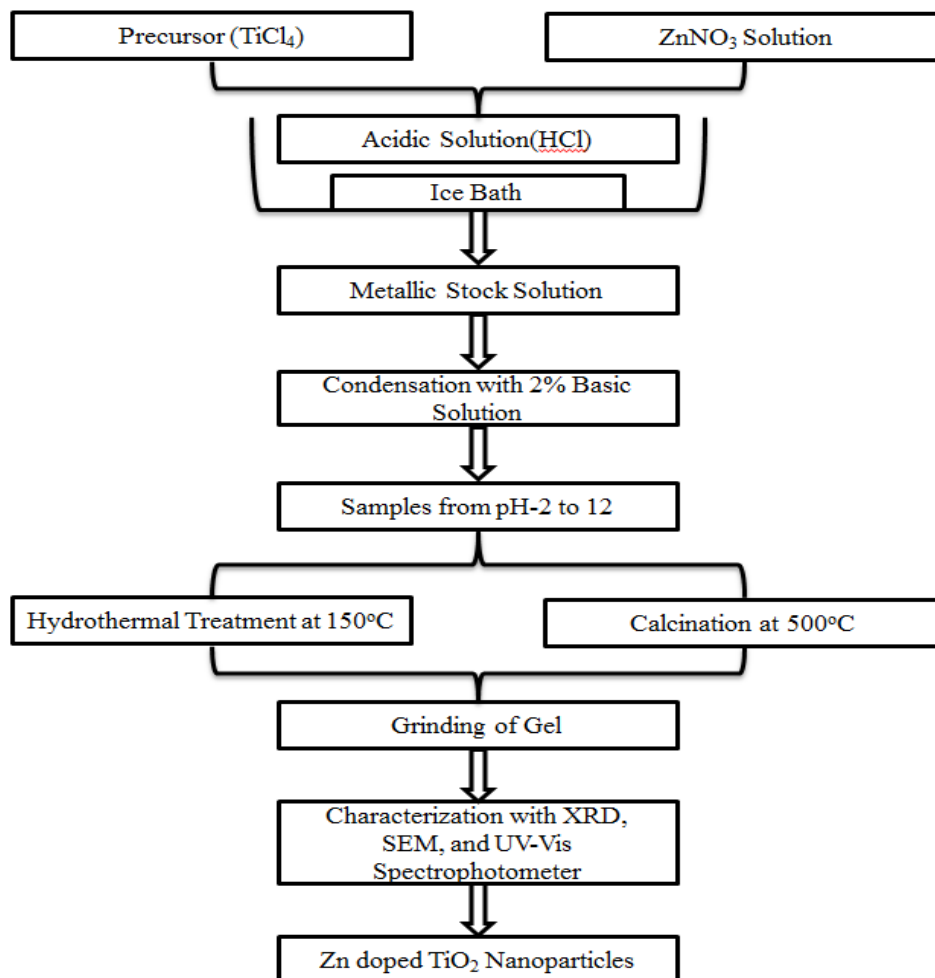 Precursor (TiCl₄)
ZnNO₃ Solution
Acidic Solution(HCl)
Ice Bath
Metallic Stock Solution
Condensation with 2% Basic
Solution
Samples from pH-2 to 12
Hydrothermal Treatment at 150ºC
Calcination at 500ºC
Grinding of Gel
Characterization with XRD,
SEM, and UV-Vis
Spectrophotometer
Zn doped TiO₂ Nanoparticles